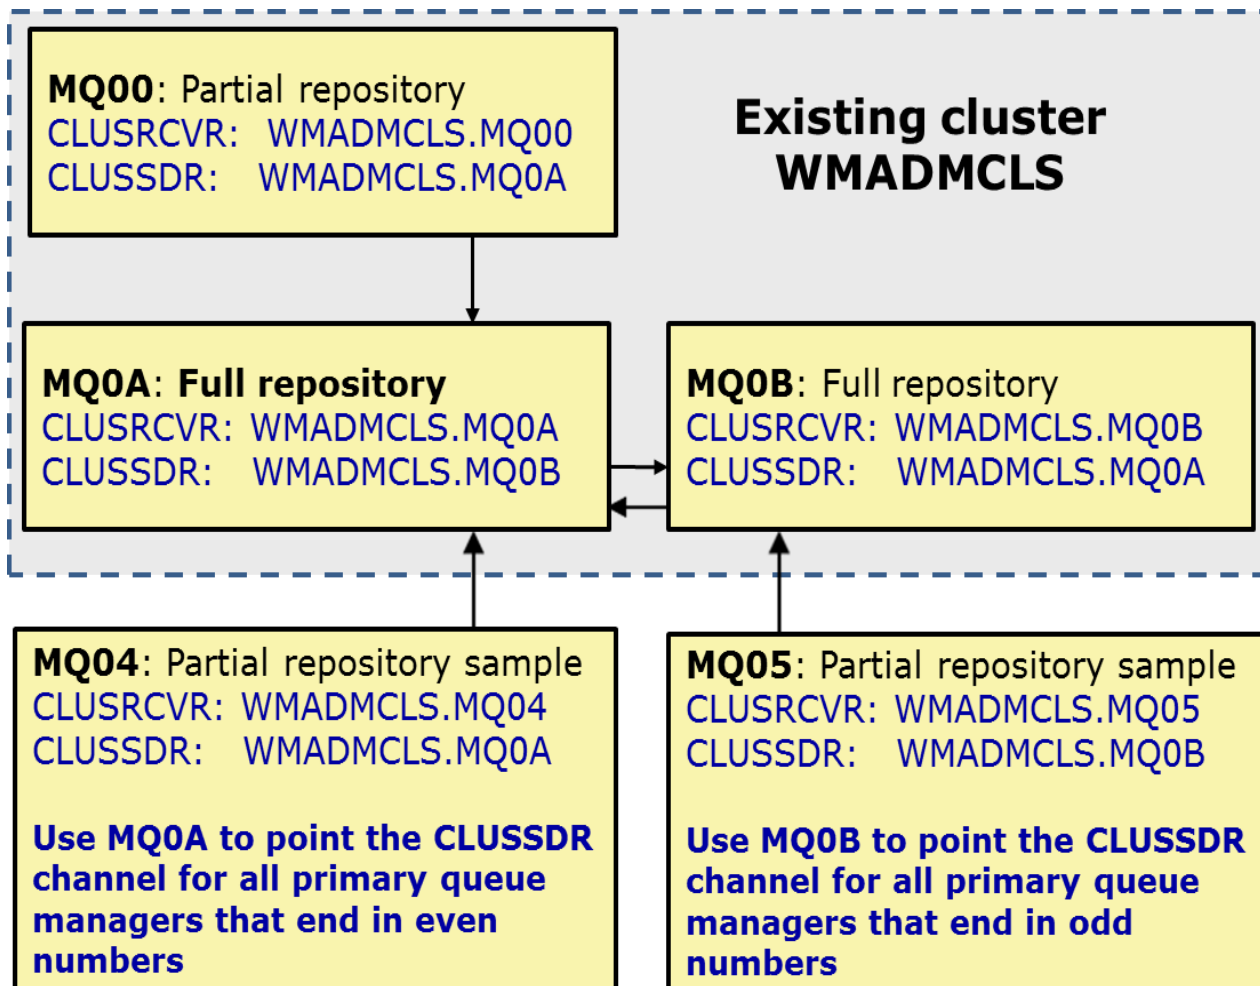 MQ00: Partial repository
CLUSRCVR: WMADMCLS.MQ00
CLUSSDR: WMADMCLS.MQ0A
Existing cluster
WMADMCLS
MQ0A: Full repository
CLUSRCVR: WMADMCLS.MQ0A
CLUSSDR: WMADMCLS.MQ0B
MQ0B: Full repository
CLUSRCVR: WMADMCLS.MQ0B
CLUSSDR: WMADMCLS.MQ0A
MQ04: Partial repository sample
CLUSRCVR: WMADMCLS.MQ04
CLUSSDR: WMADMCLS.MQ0A
Use MQ0A to point the CLUSSDR
channel for all primary queue
managers that end in even
numbers
MQ05: Partial repository sample
CLUSRCVR: WMADMCLS.MQ05
CLUSSDR: WMADMCLS.MQ0B
Use MQ0B to point the CLUSSDR
channel for all primary queue
managers that end in odd
numbers